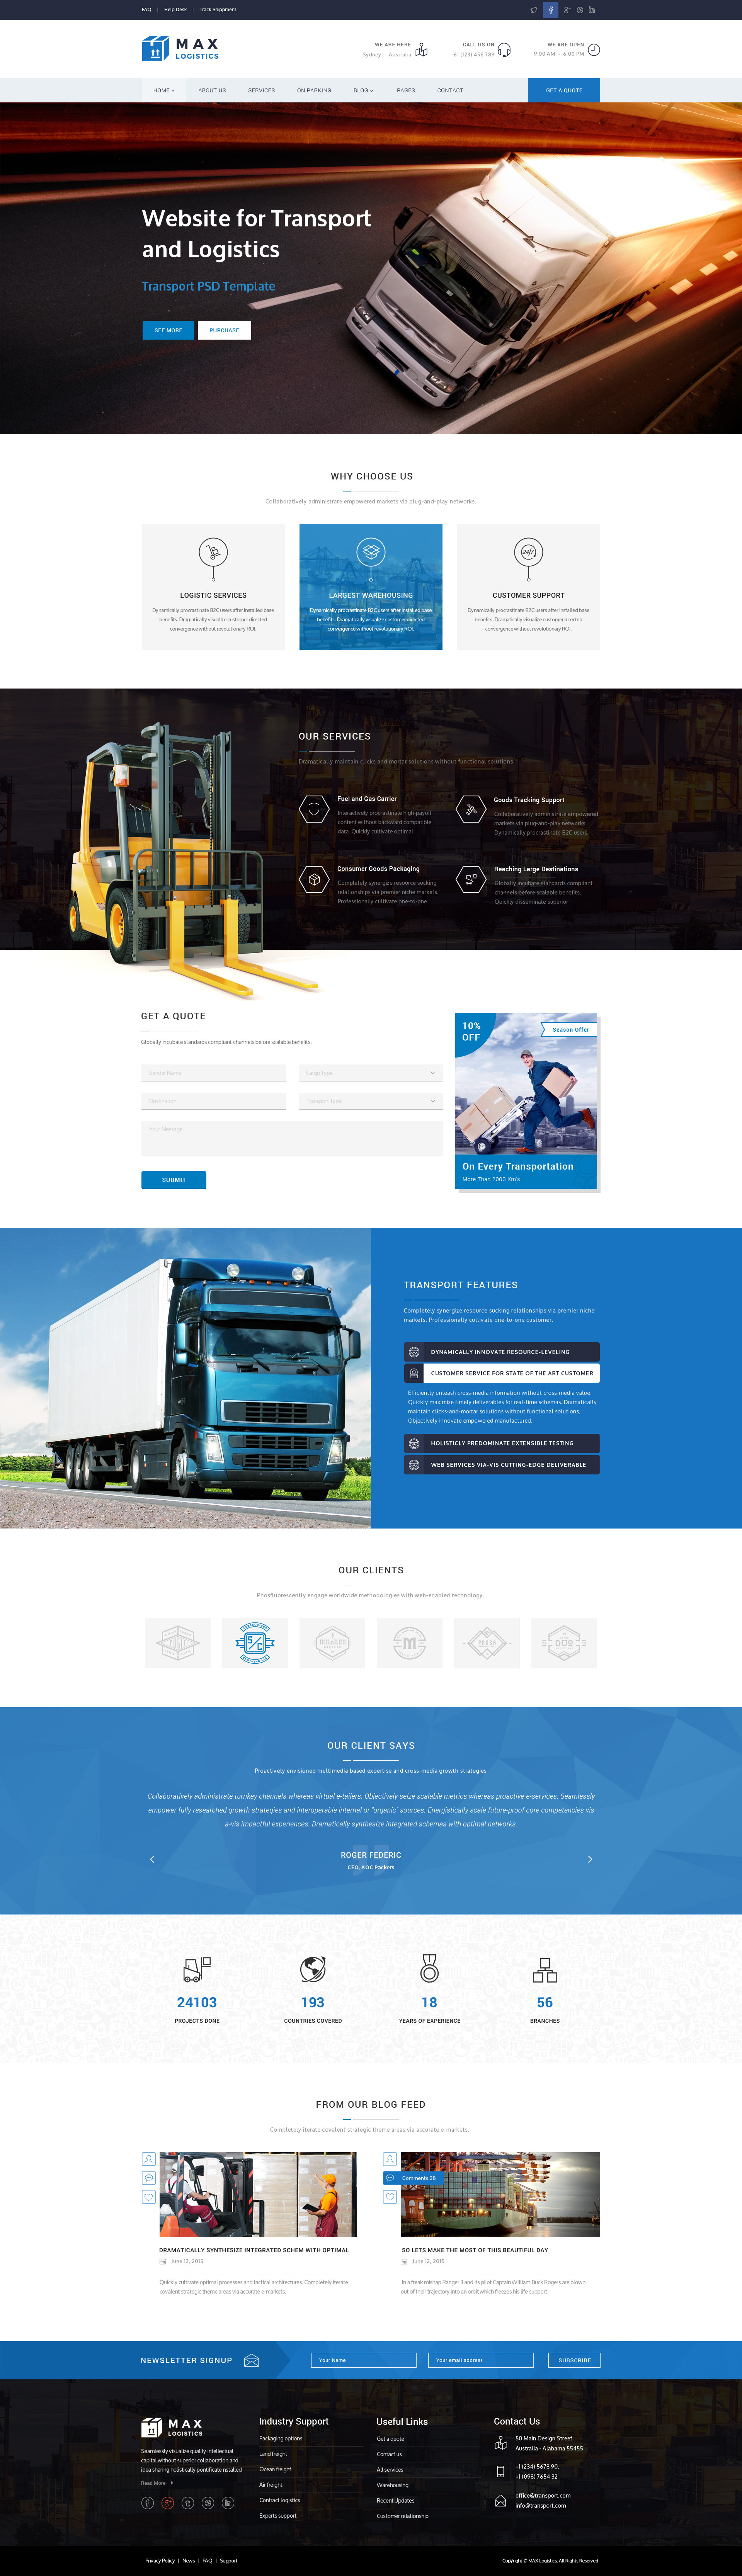 FAQ | Help Desk | Track Shippment
MAX
LOGISTICS
WE ARE HERE
Sydney - Australia
CALL US ON
+61 (123) 456 789
WE ARE OPEN
9.00 AM - 6.00 PM
HOME
ABOUT US
SERVICES
ON PARKING
BLOG
PAGES
CONTACT
GET A QUOTE
Website for Transport
and Logistics
Transport PSD Template
SEE MORE
PURCHASE
WHY CHOOSE US
Collaboratively administrate empowered markets via plug-and-play networks.
LOGISTIC SERVICES
Dynamically procrastinate B2C users after installed base
benefits. Dramatically visualize customer directed
convergence without revolutionary ROI.
LARGEST WAREHOUSING
Dynamically procrastinate B2C users after installed base
benefits. Dramatically visualize customer directed
convergence without revolutionary ROI.
24/7
CUSTOMER SUPPORT
Dynamically procrastinate B2C users after installed base
benefits. Dramatically visualize customer directed
convergence without revolutionary ROI.
OUR SERVICES
Dramatically maintain clicks and mortar solutions without functional solutions
Fuel and Gas Carrier
Interactively procrastinate high-payoff
content without backward-compatible
data. Quickly cultivate optimal
Goods Tracking Support
Collaboratively administrate empowered
markets via plug-and-play networks.
Dynamically procrastinate B2C users.
Consumer Goods Packaging
Completely synergize resource sucking
relationships via premier niche markets.
Professionally cultivate one-to-one
Reaching Large Destinations
Globally incubate standards compliant
channels before scalable benefits.
Quickly disseminate superior
GET A QUOTE
Globally incubate standards compliant channels before scalable benefits.
Sender Name
Cargo Type
Destination
Transport Type
Your Message
SUBMIT
10%
OFF
Season Offer
On Every Transportation
More Than 2000 Km's
TRANSPORT FEATURES
Completely synergize resource sucking relationships via premier niche
markets. Professionally cultivate one-to-one customer.
DYNAMICALLY INNOVATE RESOURCE-LEVELING
CUSTOMER SERVICE FOR STATE OF THE ART CUSTOMER
Efficiently unleash cross-media information without cross-media value.
Quickly maximize timely deliverables for real-time schemas. Dramatically
maintain clicks-and-mortar solutions without functional solutions,
Objectively innovate empowered manufactured.
HOLISTICLY PREDOMINATE EXTENSIBLE TESTING
WEB SERVICES VIA-VIS CUTTING-EDGE DELIVERABLE
OUR CLIENTS
Phosfluorescently engage worldwide methodologies with web-enabled technology.
S/C
M
OUR CLIENT SAYS
Proactively envisioned multimedia based expertise and cross-media growth strategies
Collaboratively administrate turnkey channels whereas virtual e-tailers. Objectively seize scalable metrics whereas proactive e-services. Seamlessly
empower fully researched growth strategies and interoperable internal or "organic" sources. Energistically scale future-proof core competencies vis
a-vis impactful experiences. Dramatically synthesize integrated schemas with optimal networks.
ROGER FEDERIC
CEO, AOC Packers
24103
PROJECTS DONE
193
COUNTRIES COVERED
18
YEARS OF EXPERIENCE
56
BRANCHES
FROM OUR BLOG FEED
Completely iterate covalent strategic theme areas via accurate e-markets.
Comments 28
DRAMATICALLY SYNTHESIZE INTEGRATED SCHEM WITH OPTIMAL
June 12, 2015
Quickly cultivate optimal processes and tactical architectures. Completely iterate
covalent strategic theme areas via accurate e-markets.
SO LETS MAKE THE MOST OF THIS BEAUTIFUL DAY
June 12, 2015
In a freak mishap Ranger 3 and its pilot Captain William Buck Rogers are blown
out of their trajectory into an orbit which freezes his life support.
NEWSLETTER SIGNUP
Your Name
Your email address
SUBSCRIBE
MAX
LOGISTICS
Seamlessly visualize quality intellectual
capital without superior collaboration and
idea sharing holistically pontificate installed
Read More
Industry Support
Packaging options
Land freight
Ocean freight
Air freight
Contract logistics
Experts support
Useful Links
Get a quote
Contact us
All services
Warehousing
Recent Updates
Customer relationship
Contact Us
50 Main Design Street
Australia - Alabama 55455
+1 (234) 5678 90,
+1 (098) 7654 32
office@transport.com
info@transport.com
Privacy Policy | News | FAQ | Support
Copyright © MAX Logistics. All Rights Reserved